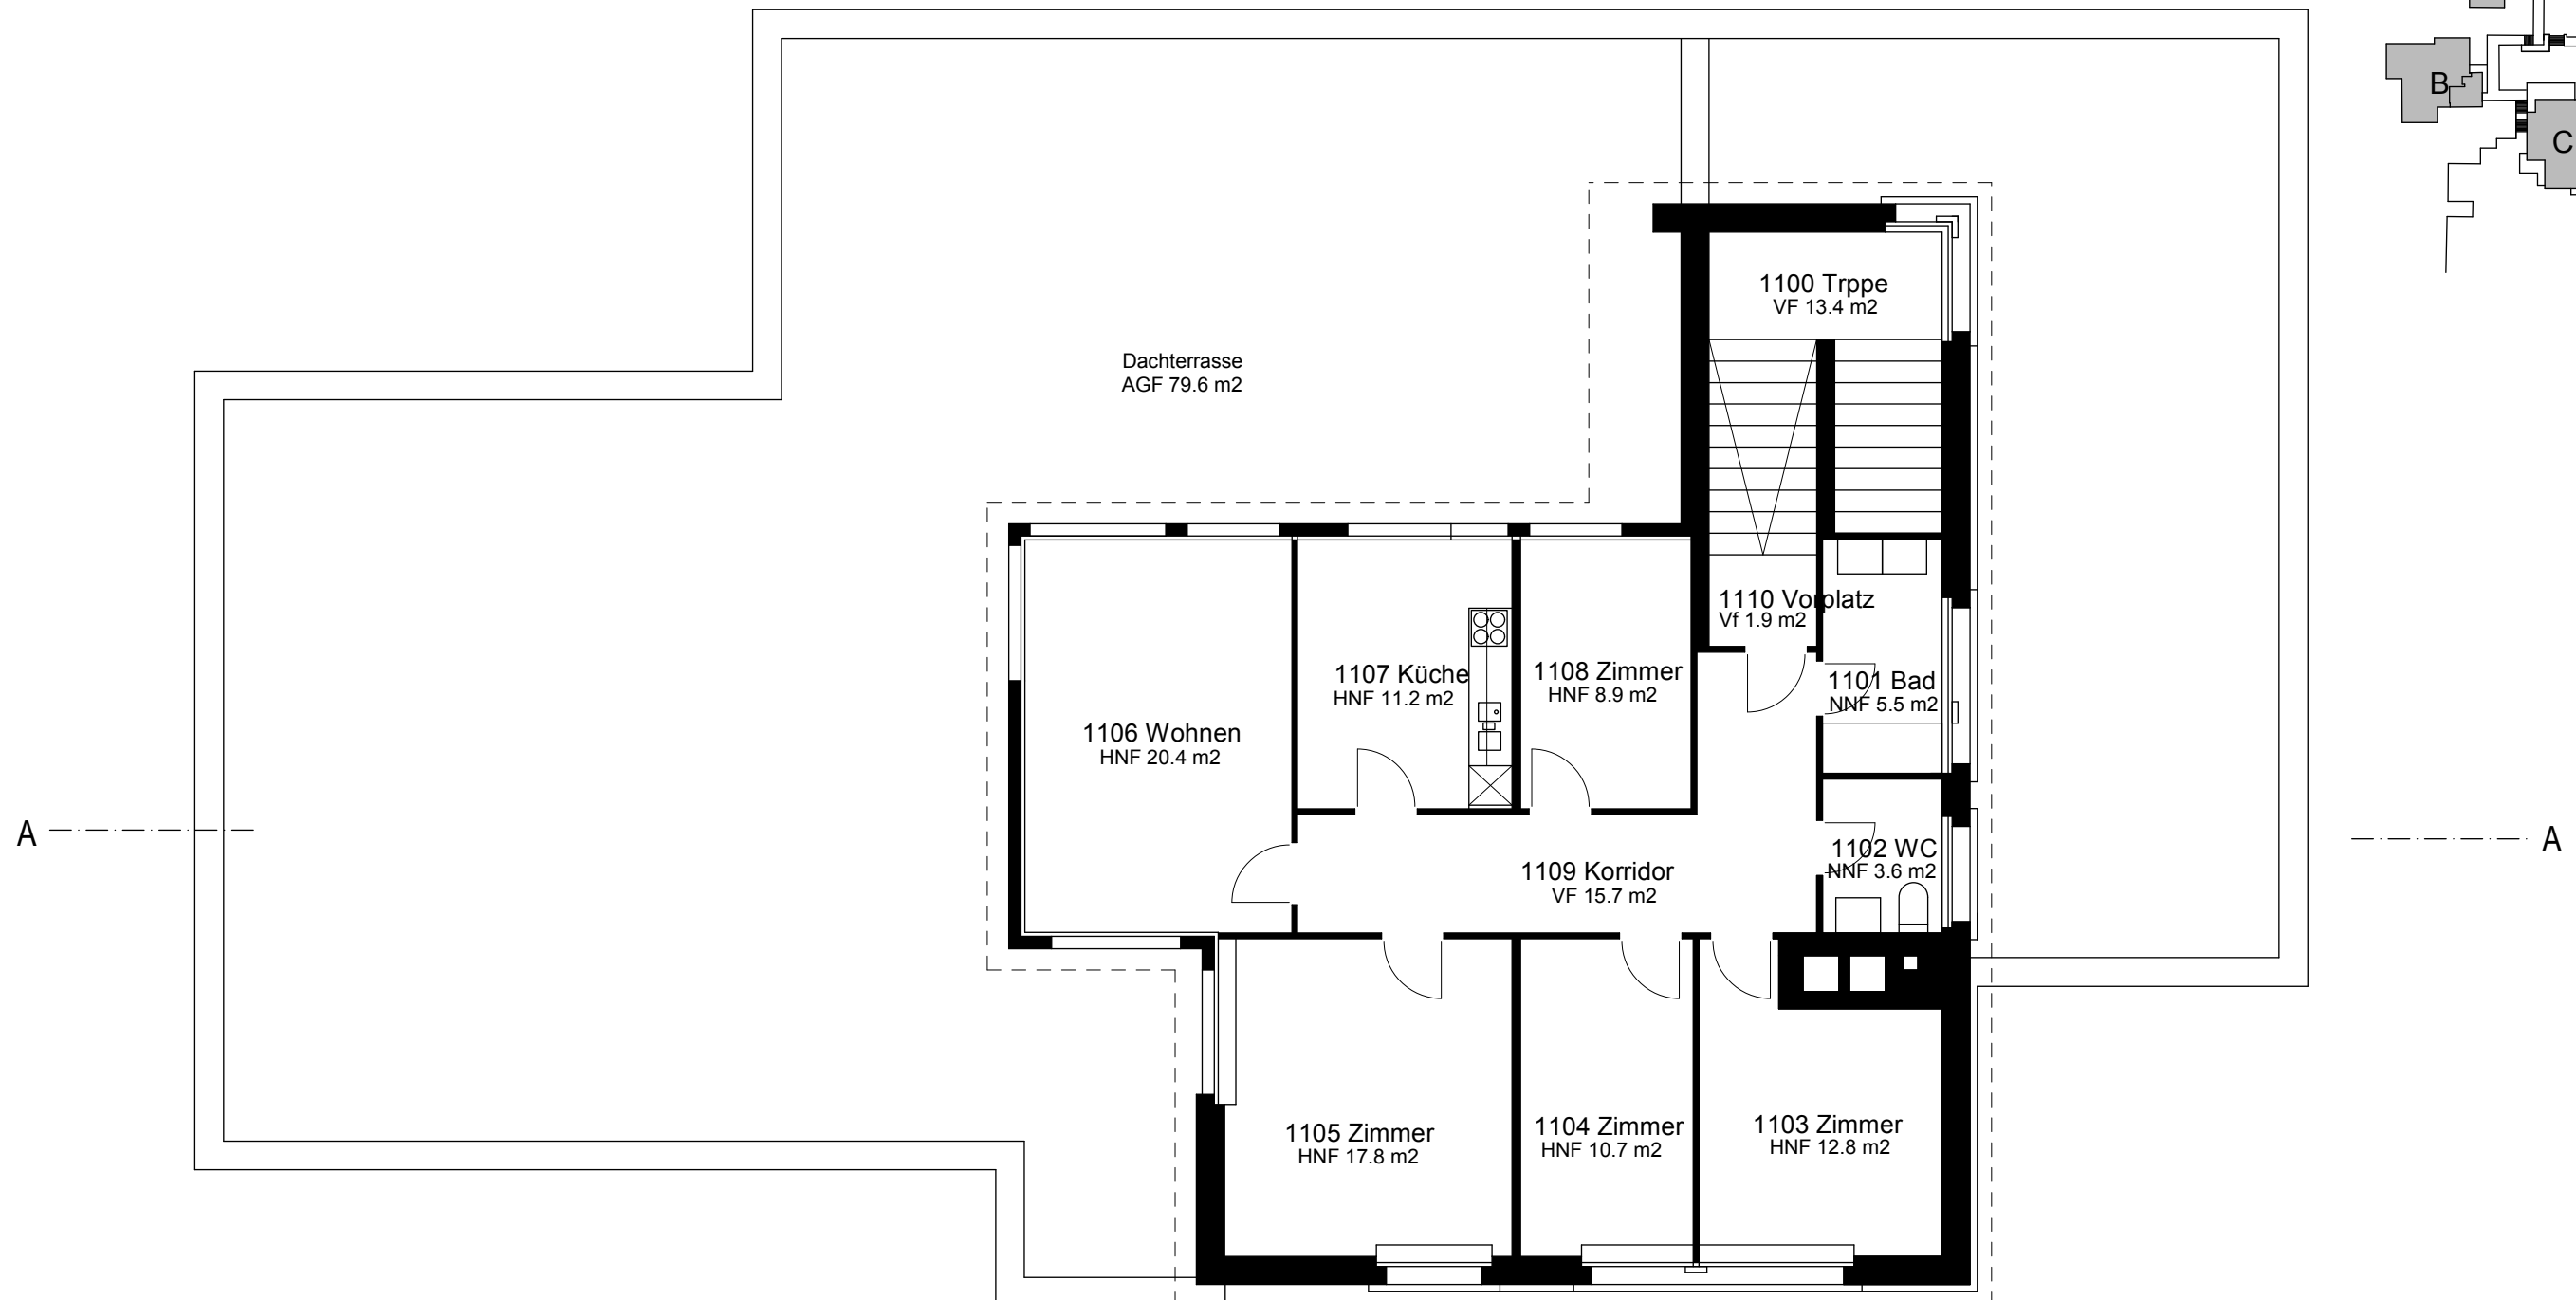 B
C
1100 Trppe
VF 13.4 m2
Dachterrasse
AGF 79.6 m2
1110 Vorplatz
Vf 1.9 m2
1107 Küche
HNF 11.2 m2
1108 Zimmer
HNF 8.9 m2
1101 Bad
NNF 5.5 m2
1106 Wohnen
HNF 20.4 m2
A
A
1102 WC
NNF 3.6 m2
1109 Korridor
VF 15.7 m2
1105 Zimmer
HNF 17.8 m2
1104 Zimmer
HNF 10.7 m2
1103 Zimmer
HNF 12.8 m2